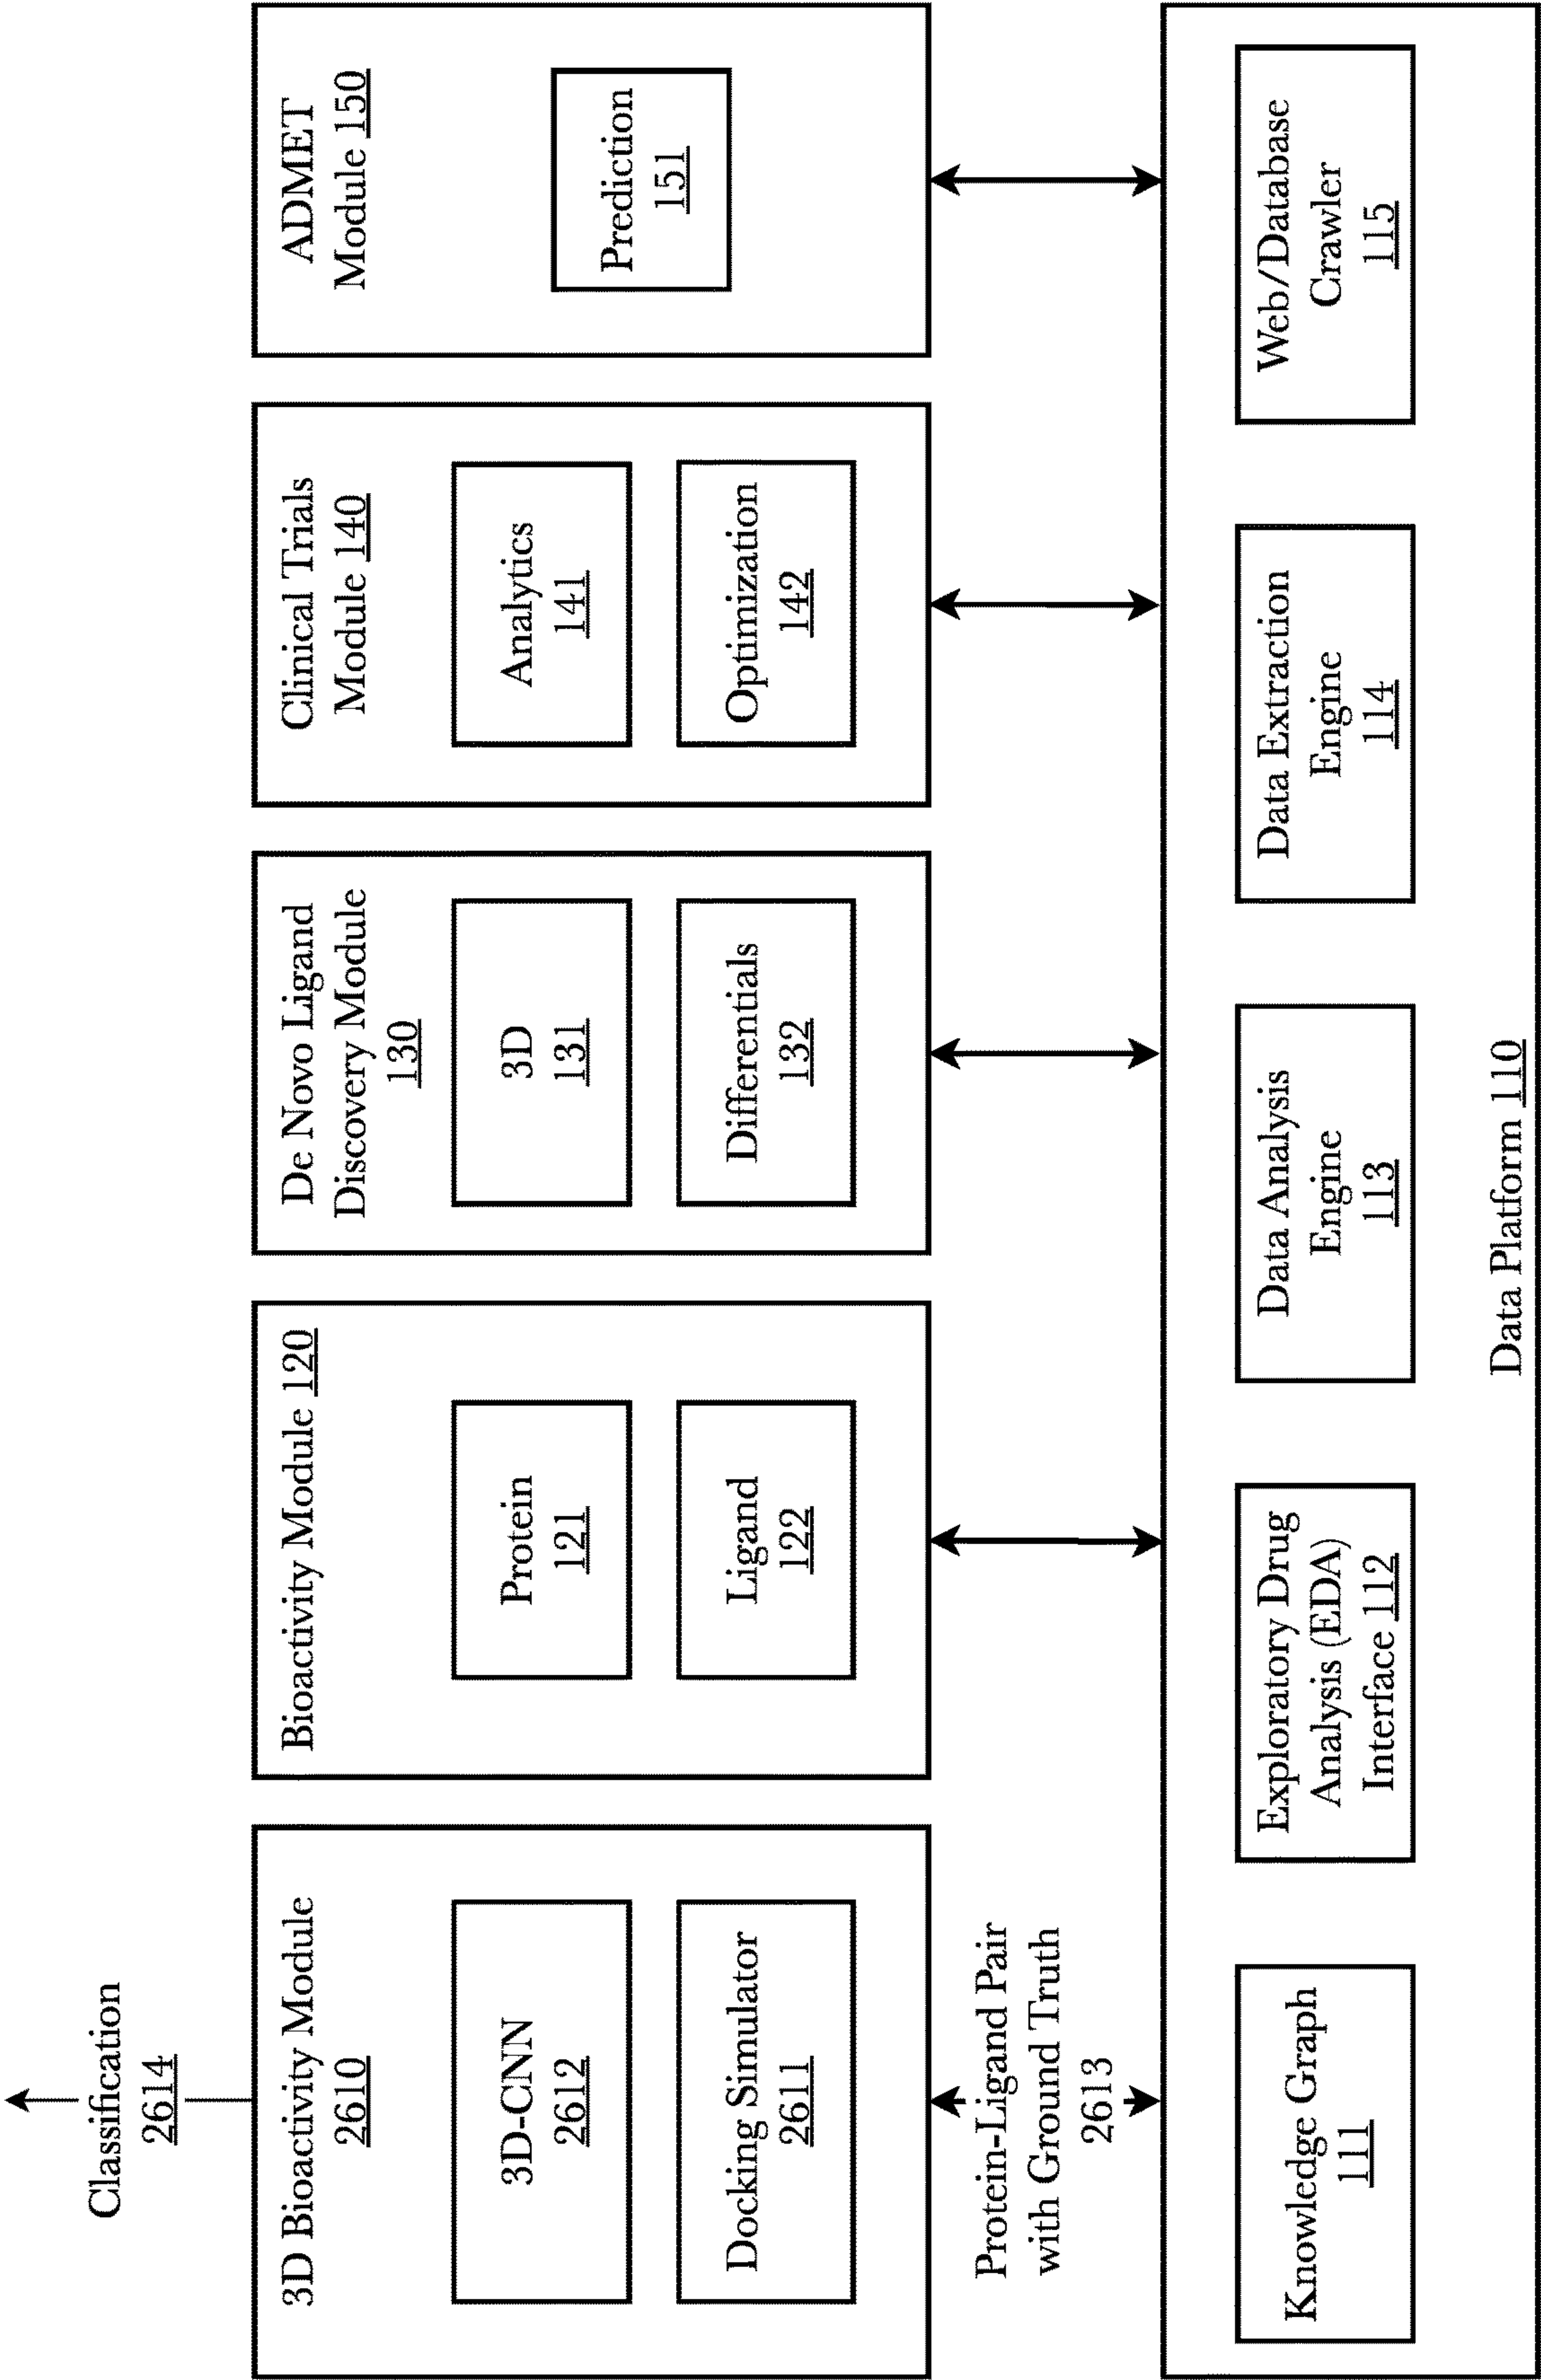 Classification
2614
3D Bioactivity Module
2610
3D-CNN
2612
Docking Simulator
2611
Bioactivity Module 120
Protein
121
Ligand
122
De Novo Ligand
Discovery Module
130
3D
131
Differentials
132
Clinical Trials
Module 140
Analytics
141
Optimization
142
ADMET
Module 150
Prediction
151
Protein-Ligand Pair
with Ground Truth
2613
Knowledge Graph
111
Exploratory Drug
Analysis (EDA)
Interface 112
Data Analysis
Engine
113
Data Extraction
Engine
114
Web/Database
Crawler
115
Data Platform 110